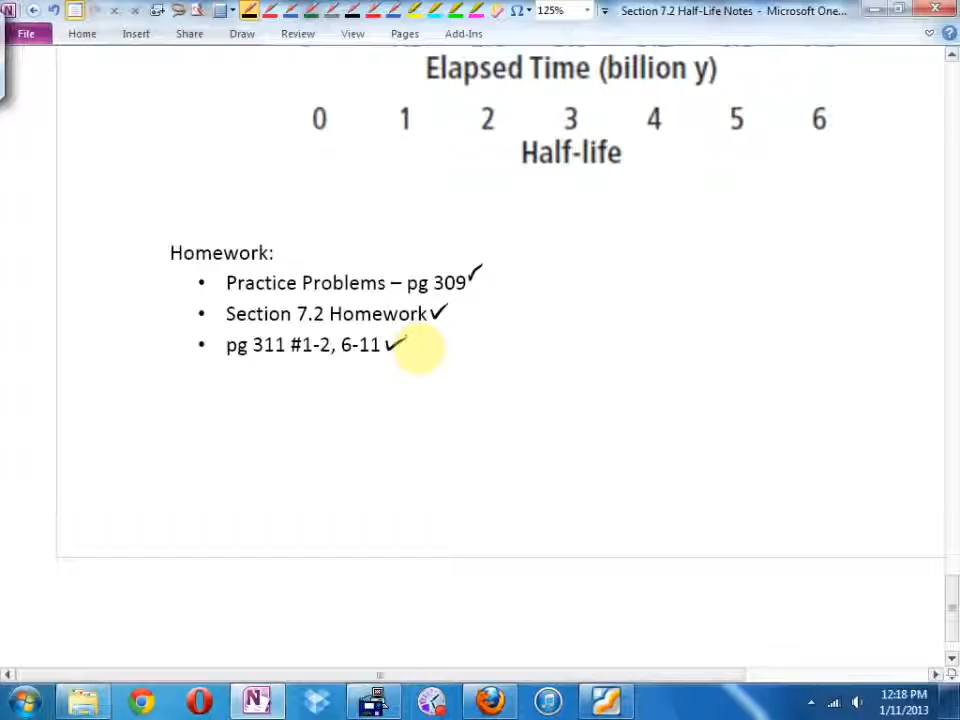 125%
Section 7.2 Half-Life Notes - Microsoft One...
File Home Insert Share Draw Review View Pages Add-Ins
Elapsed Time (billion y)
0 1 2 3 4 5 6
Half-life
Homework:
• Practice Problems – pg 309 ✓
• Section 7.2 Homework ✓
• pg 311 #1-2, 6-11 ✓
12:18 PM
1/11/2013